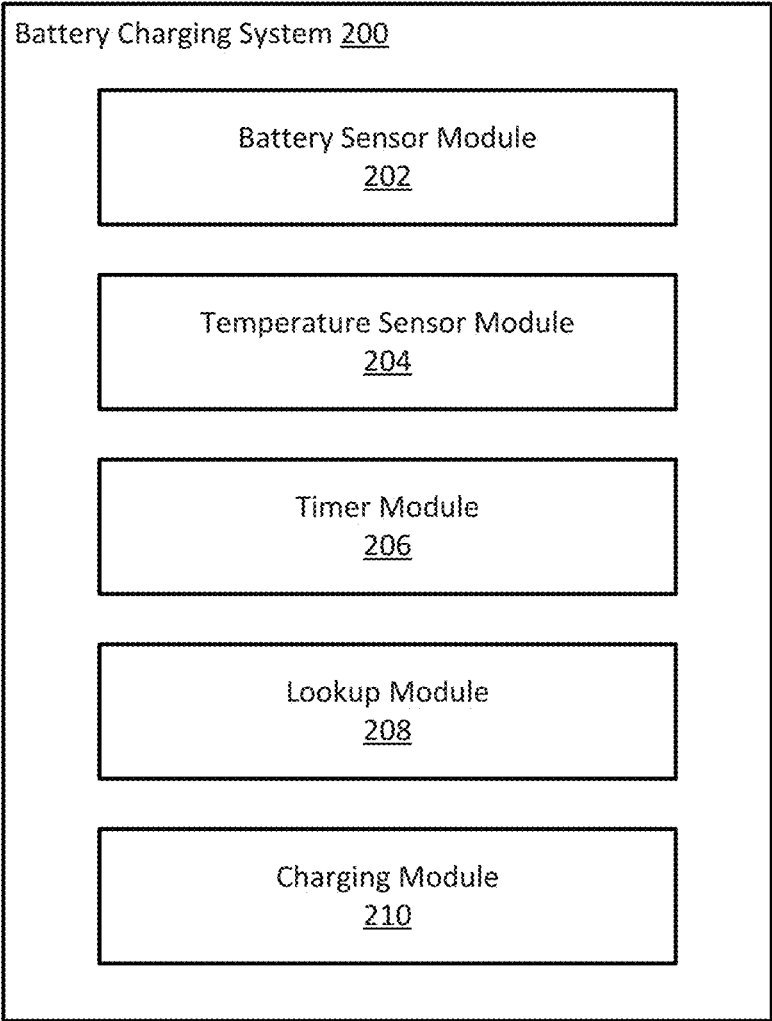 Battery Charging System 200
Battery Sensor Module
202
Temperature Sensor Module
204
Timer Module
206
Lookup Module
208
Charging Module
210